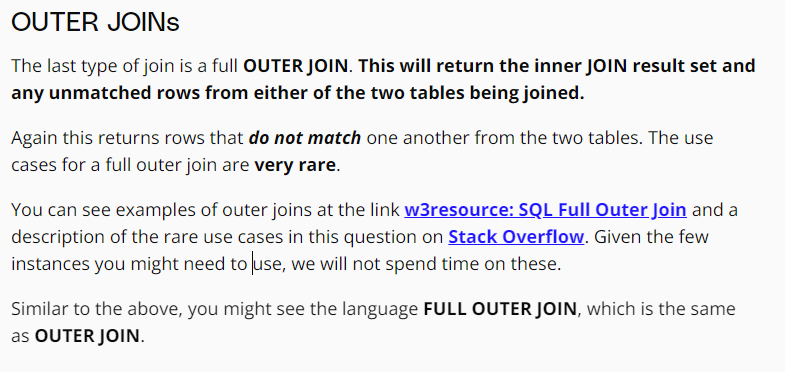 OUTER JOINs
The last type of join is a full OUTER JOIN. This will return the inner JOIN result set and
any unmatched rows from either of the two tables being joined.
Again this returns rows that do not match one another from the two tables. The use
cases for a full outer join are very rare.
You can see examples of outer joins at the link w3resource: SQL Full Outer Join and a
description of the rare use cases in this question on Stack Overflow. Given the few
instances you might need to use, we will not spend time on these.
Similar to the above, you might see the language FULL OUTER JOIN, which is the same
as OUTER JOIN.